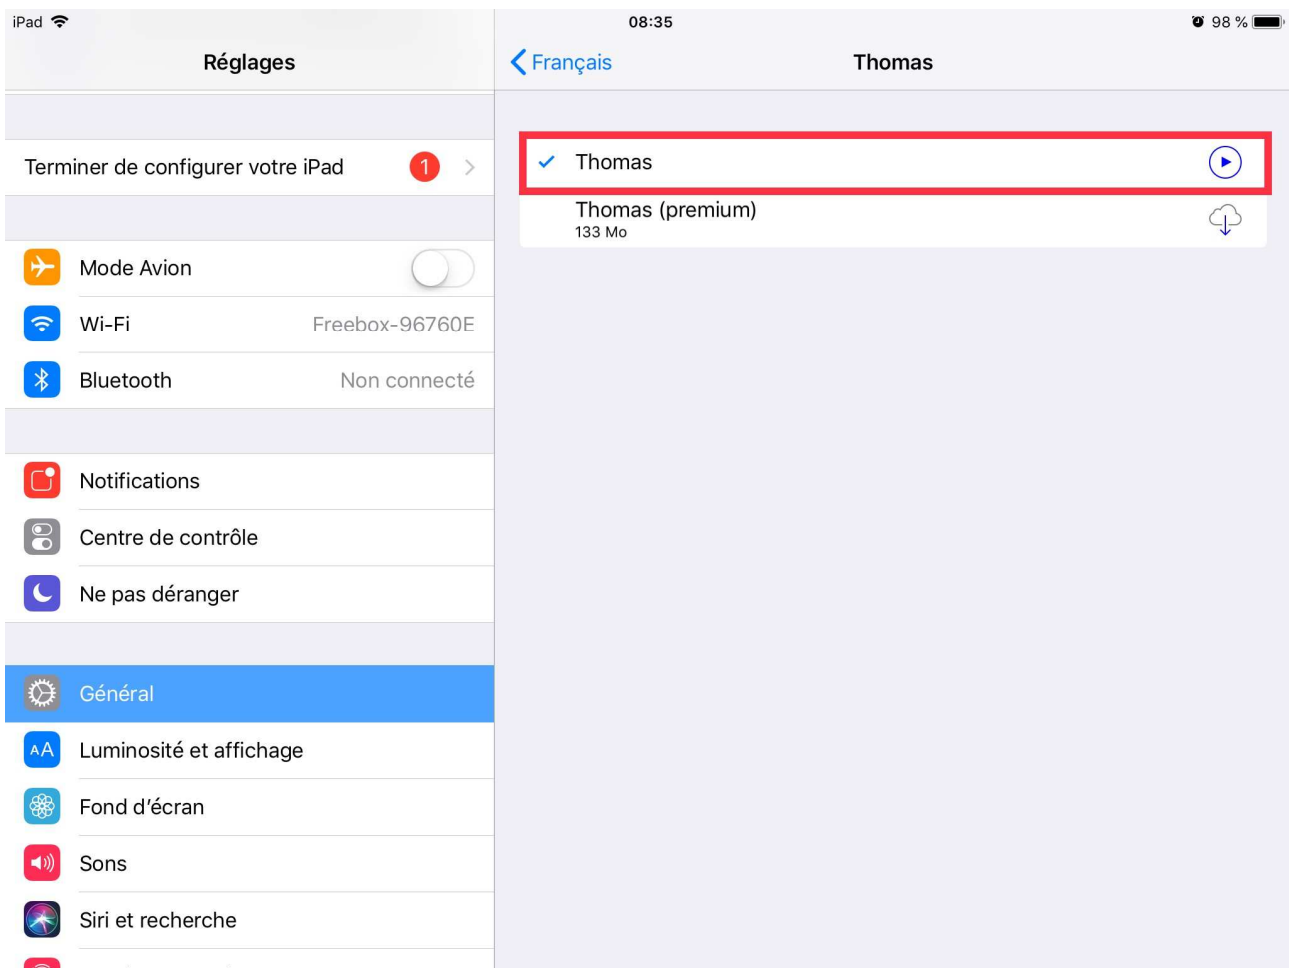 iPad
08:35
98 %
Réglages
Français
Thomas
Terminer de configurer votre iPad
1
Thomas
Thomas (premium)
133 Mo
Mode Avion
Wi-Fi
Freebox-96760E
Bluetooth
Non connecté
Notifications
Centre de contrôle
Ne pas déranger
Général
AA
Luminosité et affichage
Fond d’écran
Sons
Siri et recherche